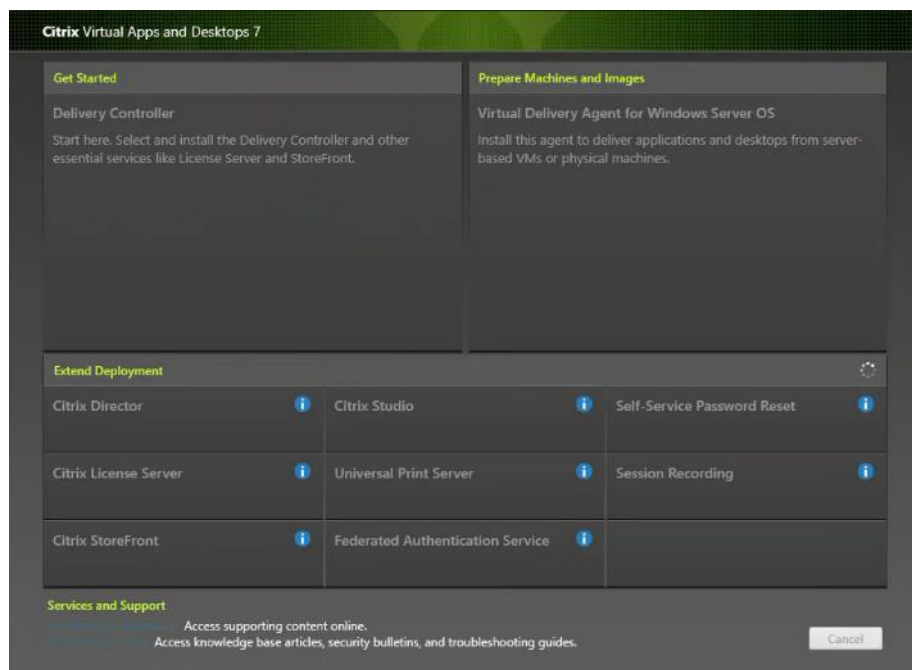 Citrix Virtual Apps and Desktops 7
Get Started
Delivery Controller
Start here. Select and install the Delivery Controller and other
essential services like License Server and StoreFront.
Prepare Machines and Images
Virtual Delivery Agent for Windows Server OS
Install this agent to deliver applications and desktops from server-
based VMs or physical machines.
Extend Deployment
Citrix Director
Citrix Studio
Self-Service Password Reset
Citrix License Server
Universal Print Server
Session Recording
Citrix StoreFront
Federated Authentication Service
Services and Support
Access supporting content online.
Access knowledge base articles, security bulletins, and troubleshooting guides.
Cancel